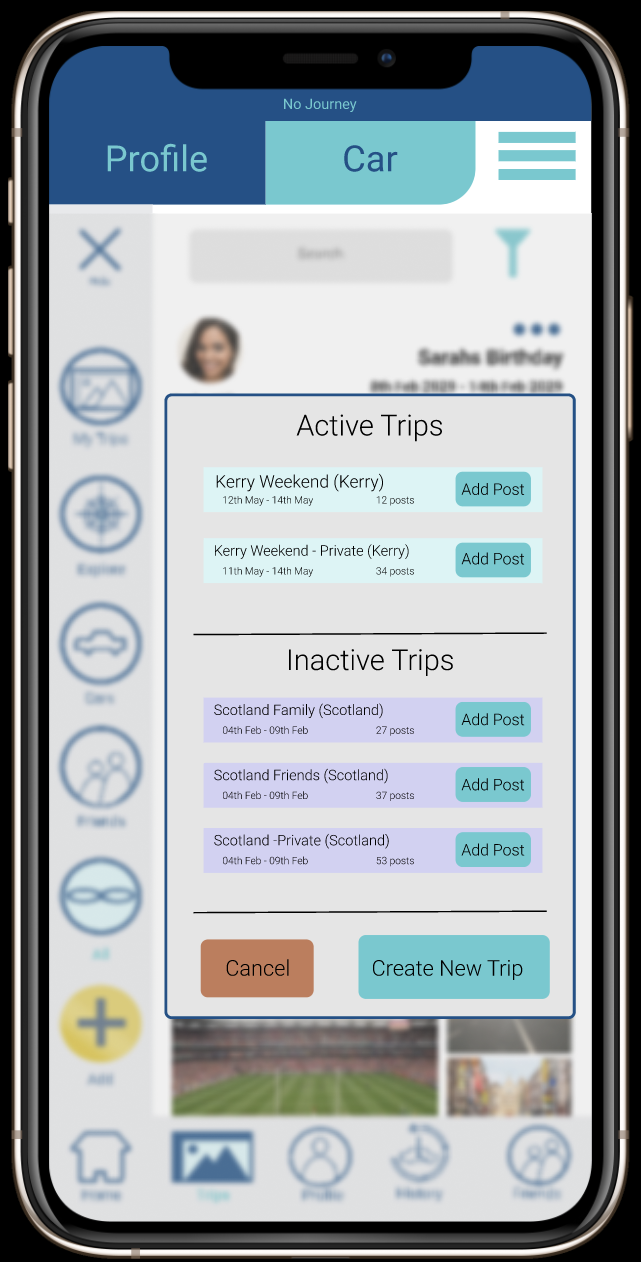 No Journey
Profile
Car
Search
Sarahs Birthday
8th Feb 2029 - 14th Feb 2029
My Trips
Explore
Cars
Friends
All
Add
Active Trips
Kerry Weekend (Kerry)
12th May - 14th May
12 posts
Add Post
Kerry Weekend - Private (Kerry)
11th May - 14th May
34 posts
Add Post
Inactive Trips
Scotland Family (Scotland)
04th Feb - 09th Feb
27 posts
Add Post
Scotland Friends (Scotland)
04th Feb - 09th Feb
37 posts
Add Post
Scotland -Private (Scotland)
04th Feb - 09th Feb
53 posts
Add Post
Cancel
Create New Trip
Home
Trips
Profile
History
Friends